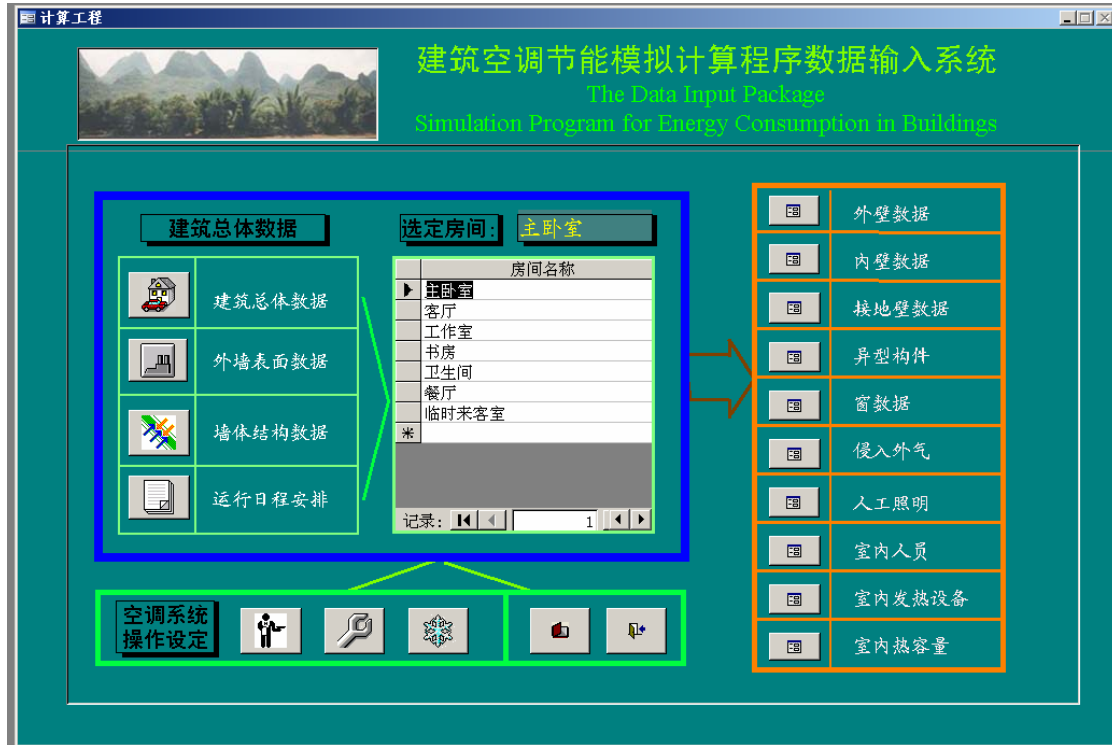 计算工程
建筑空调节能模拟计算程序数据输入系统
The Data Input Package
Simulation Program for Energy Consumption in Buildings
建筑总体数据
建筑总体数据
外墙表面数据
墙体结构数据
运行日程安排
选定房间: 主卧室
房间名称
主卧室
客厅
工作室
书房
卫生间
餐厅
临时来客室
记录: 1
外壁数据
内壁数据
接地壁数据
异型构件
窗数据
侵入外气
人工照明
室内人员
室内发热设备
室内热容量
空调系统
操作设定